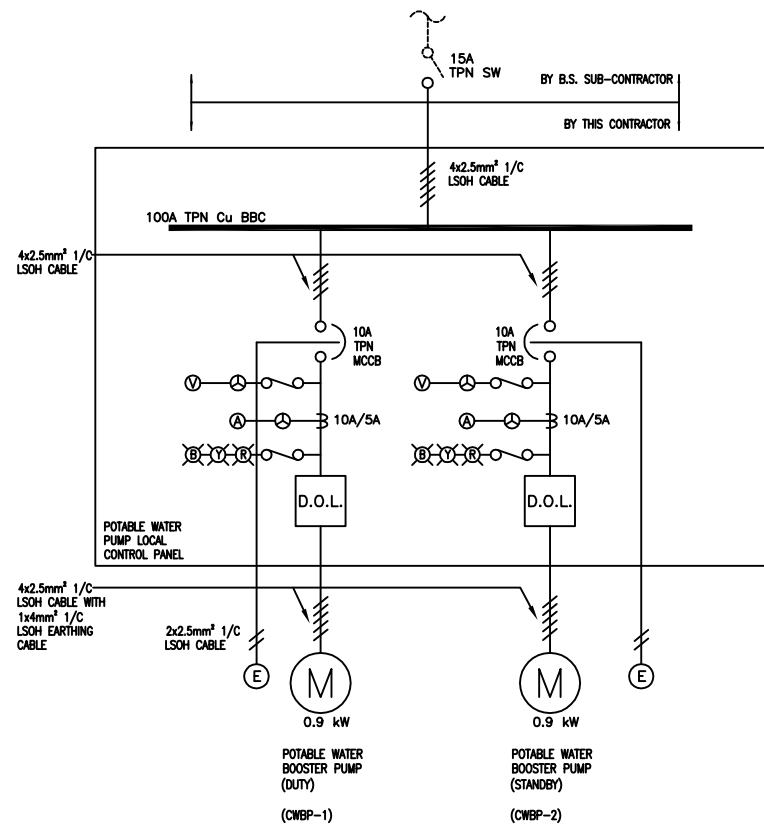 15A
TPN SW
BY B.S. SUB-CONTRACTOR
BY THIS CONTRACTOR
4x2.5mm² 1/C
LSOH CABLE
100A TPN Cu BBC
4x2.5mm² 1/C
LSOH CABLE
10A
TPN
MCCB
10A
TPN
MCCB
V
V
A
10A/5A
A
10A/5A
B Y R
B Y R
D.O.L.
D.O.L.
POTABLE WATER
PUMP LOCAL
CONTROL PANEL
4x2.5mm² 1/C
LSOH CABLE WITH
1x4mm² 1/C
LSOH EARTHING
CABLE
2x2.5mm² 1/C
LSOH CABLE
E
M
M
E
0.9 kW
0.9 kW
POTABLE WATER
BOOSTER PUMP
(DUTY)
(CWBP-1)
POTABLE WATER
BOOSTER PUMP
(STANDBY)
(CWBP-2)